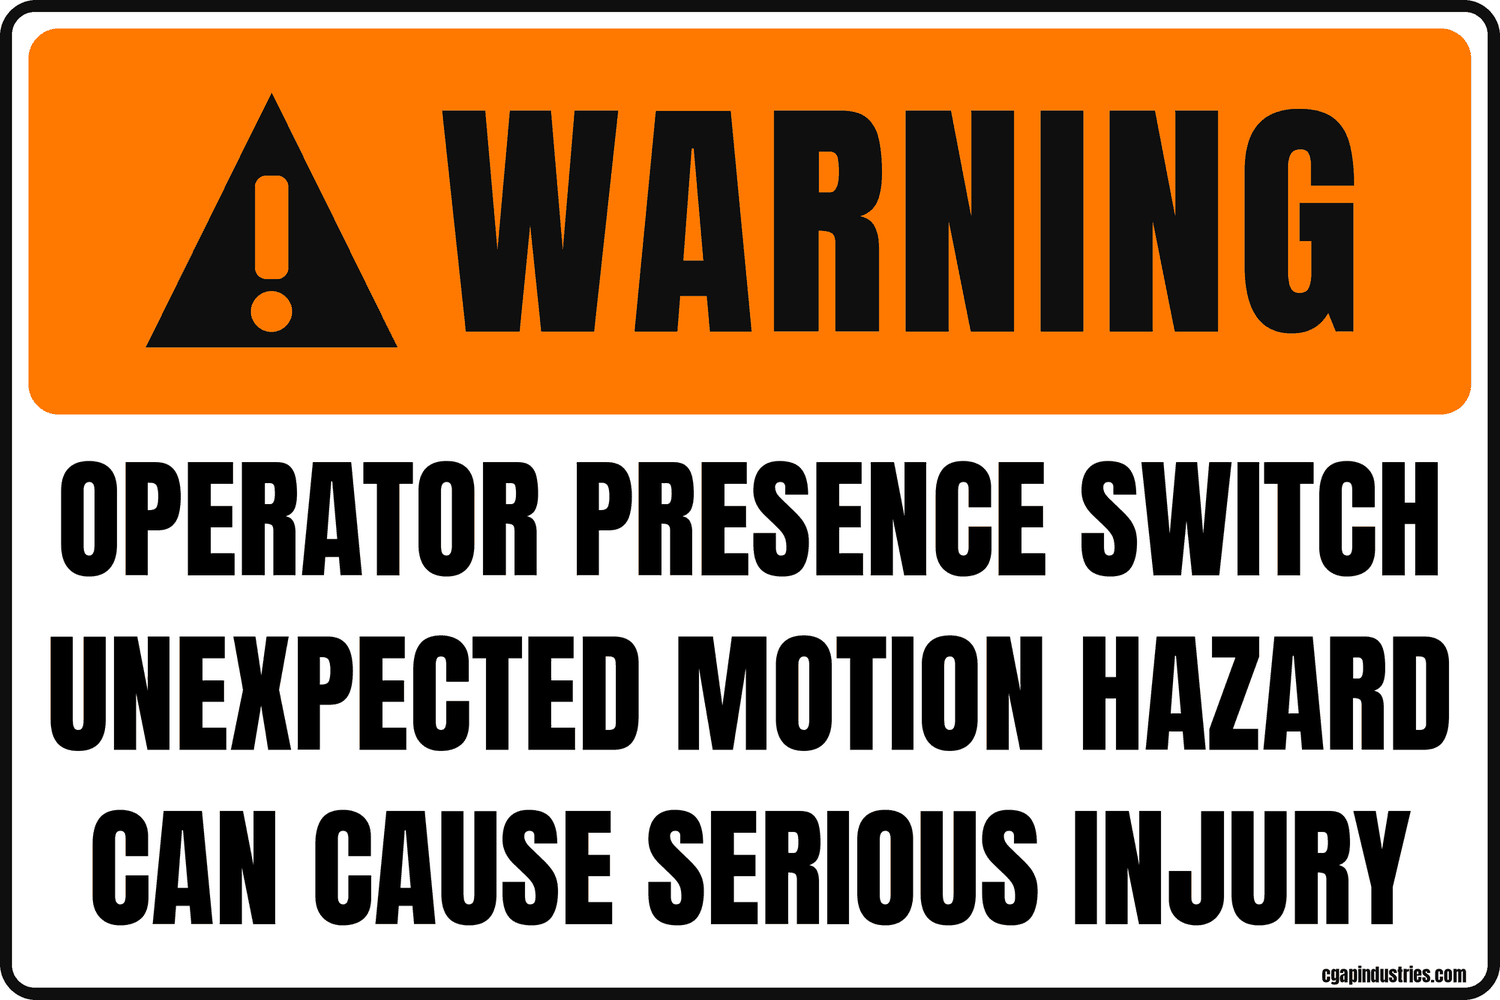 WARNING
OPERATOR PRESENCE SWITCH
UNEXPECTED MOTION HAZARD
CAN CAUSE SERIOUS INJURY
cgapindustries.com